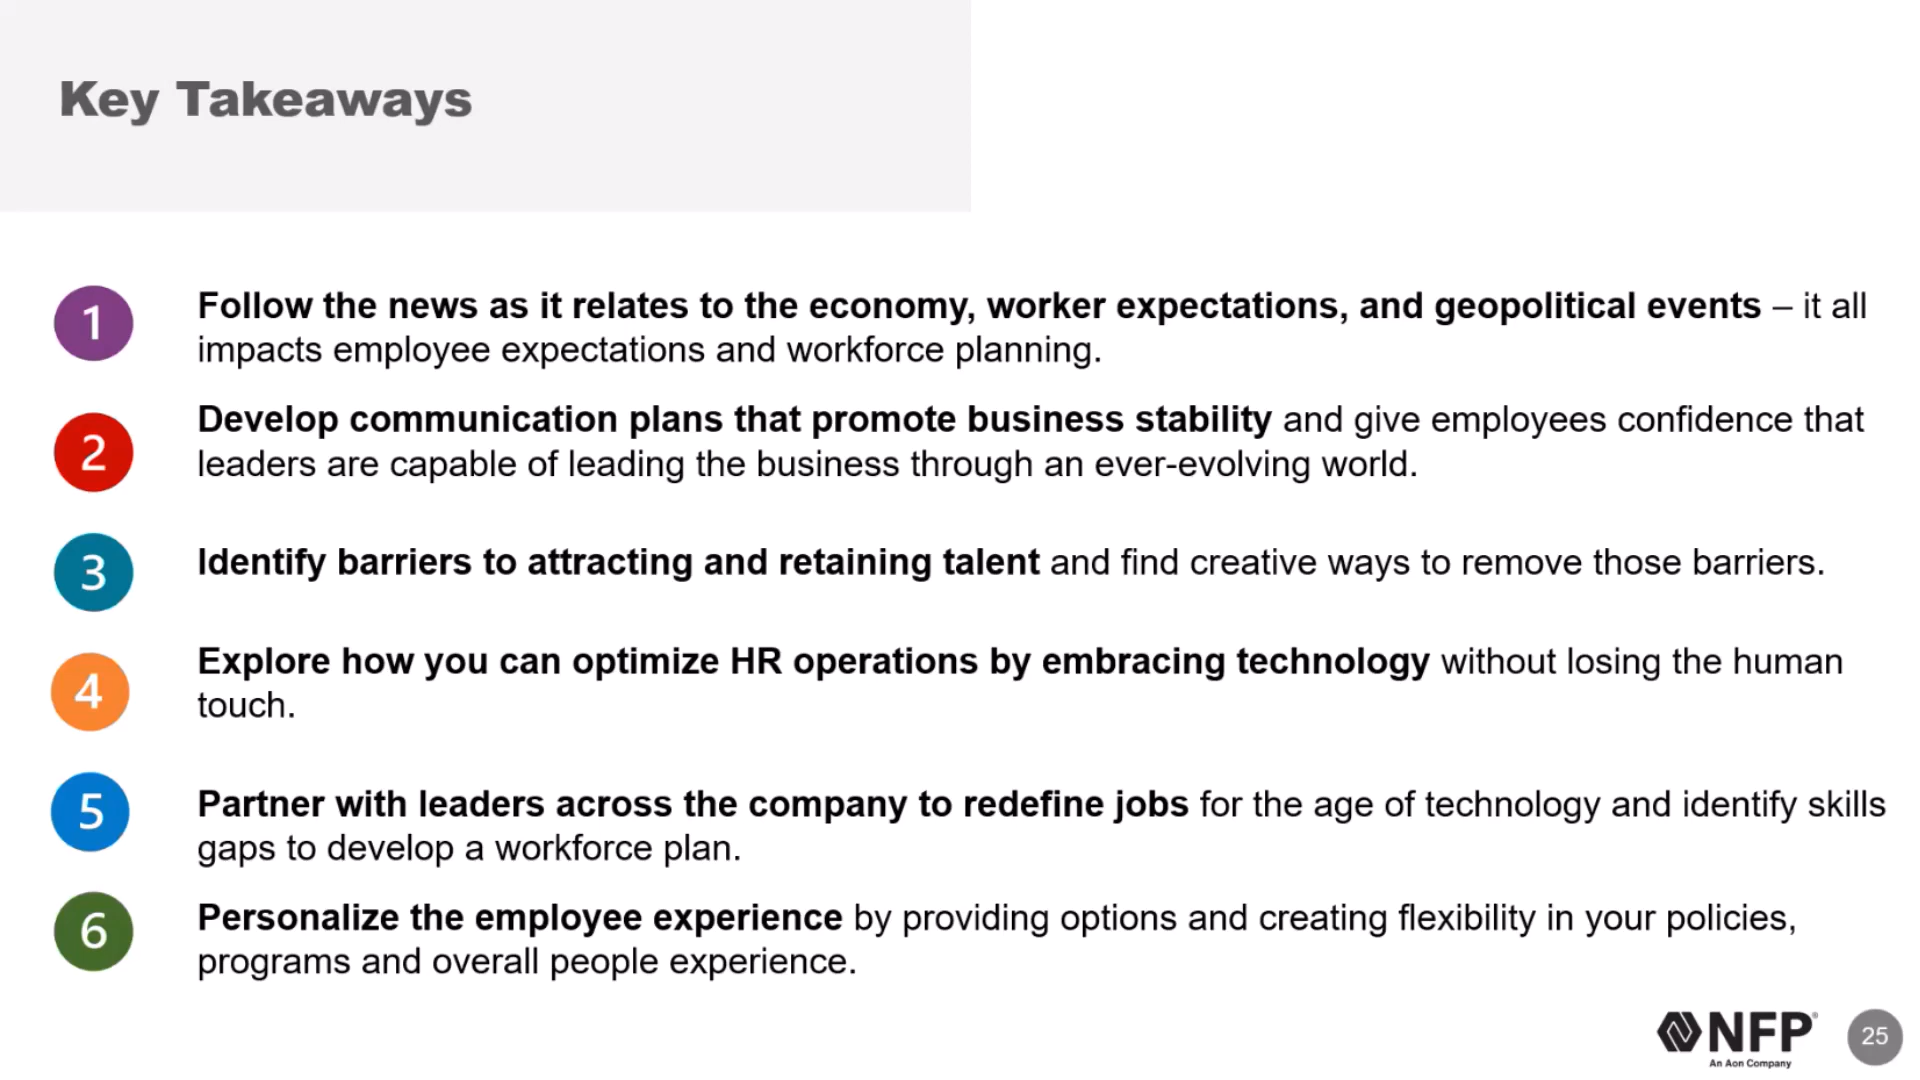 Key Takeaways
1
Follow the news as it relates to the economy, worker expectations, and geopolitical events – it all
impacts employee expectations and workforce planning.
2
Develop communication plans that promote business stability and give employees confidence that
leaders are capable of leading the business through an ever-evolving world.
3
Identify barriers to attracting and retaining talent and find creative ways to remove those barriers.
4
Explore how you can optimize HR operations by embracing technology without losing the human
touch.
5
Partner with leaders across the company to redefine jobs for the age of technology and identify skills
gaps to develop a workforce plan.
6
Personalize the employee experience by providing options and creating flexibility in your policies,
programs and overall people experience.
NFP®
An Aon Company
25